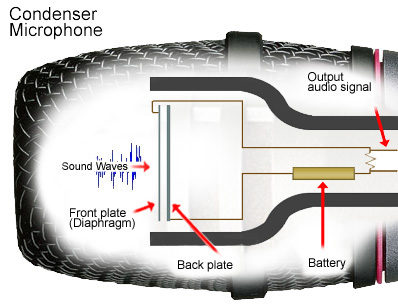 Condenser
Microphone
Output
audio signal
Sound Waves
Front plate
(Diaphragm)
Back plate
Battery